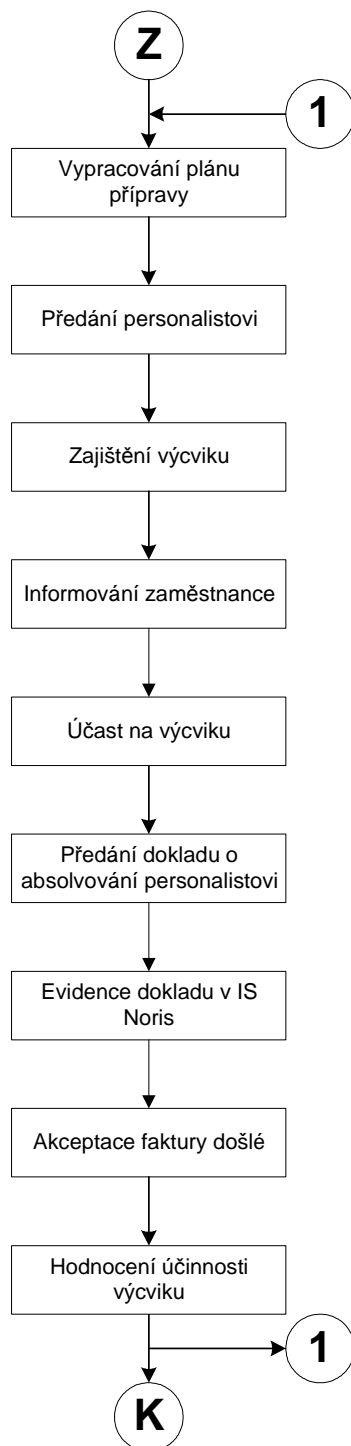 Z
1
Vypracování plánu
přípravy
Předání personalistovi
Zajištění výcviku
Informování zaměstnance
Účast na výcviku
Předání dokladu o
absolvování personalistovi
Evidence dokladu v IS
Noris
Akceptace faktury došlé
Hodnocení účinnosti
výcviku
1
K